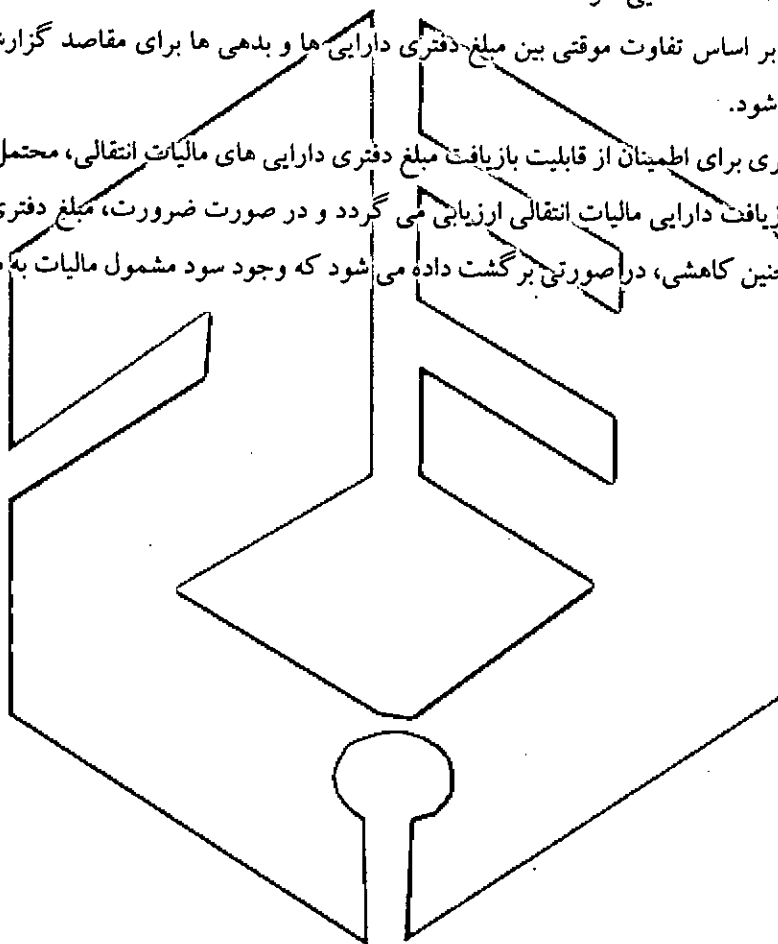 بر اساس تفاوت موقتی بین مبلغ دفتری دارایی ها و بدهی ها برای مقاصد
شود.
ری برای اطمینان از قابلیت بازیافت مبلغ دفتری دارایی های مالیات انتقالی، محتمل
زیافت دارایی مالیات انتقالی ارزیابی می گردد و در صورت ضرورت، مبلغ دفتری
چنین کاهشی، در صورتی برگشت داده می شود که وجود سود مشمول مالیات به